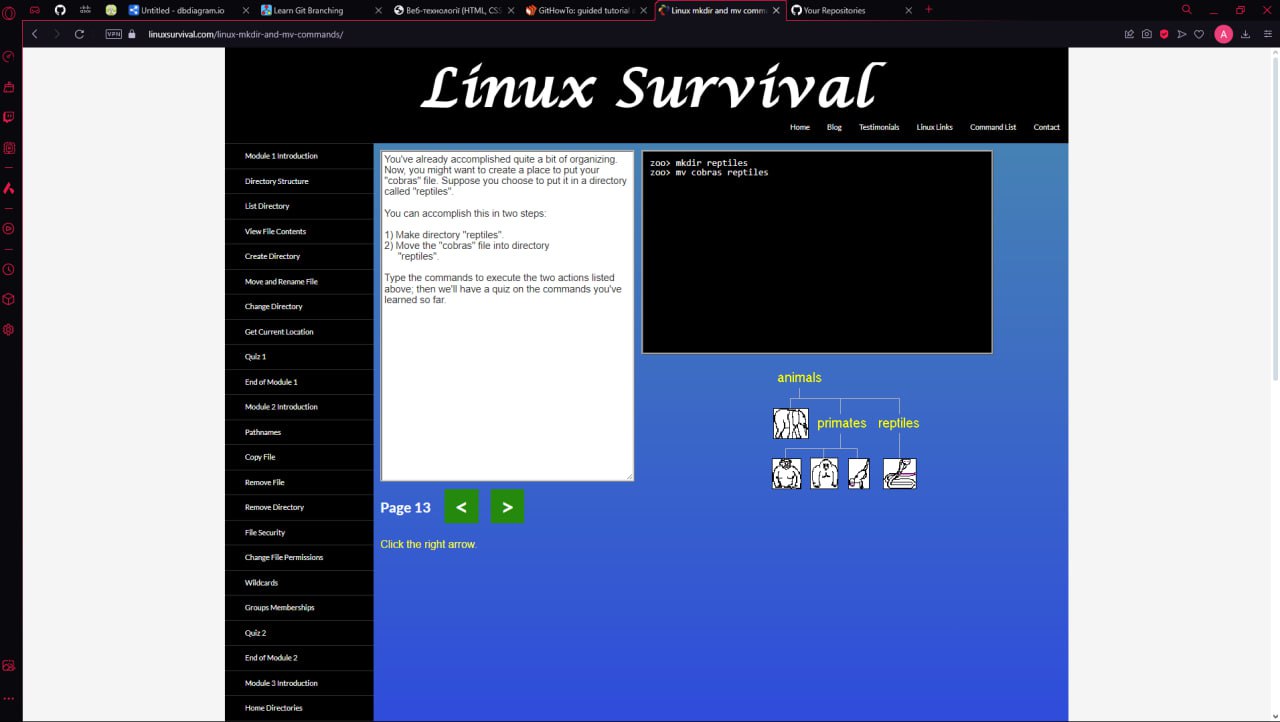 Untitled - dbdiagram.io
Learn Git Branching
Веб-технології (HTML, CSS
GitHowTo: guided tutorial a
Linux mkdir and mv comm
Your Repositories
VPN
linuxsurvival.com/linux-mkdir-and-mv-commands/
A
Linux Survival
Home
Blog
Testimonials
Linux Links
Command List
Contact
Module 1 Introduction
Directory Structure
List Directory
View File Contents
Create Directory
Move and Rename File
Change Directory
Get Current Location
Quiz 1
End of Module 1
Module 2 Introduction
Pathnames
Copy File
Remove File
Remove Directory
File Security
Change File Permissions
Wildcards
Groups Memberships
Quiz 2
End of Module 2
Module 3 Introduction
Home Directories
You've already accomplished quite a bit of organizing.
Now, you might want to create a place to put your
"cobras" file. Suppose you choose to put it in a directory
called "reptiles".
You can accomplish this in two steps:
1) Make directory "reptiles".
2) Move the "cobras" file into directory
"reptiles".
Type the commands to execute the two actions listed
above; then we'll have a quiz on the commands you've
learned so far.
Page 13
<
>
Click the right arrow.
zoo> mkdir reptiles
zoo> mv cobras reptiles
animals
primates
reptiles